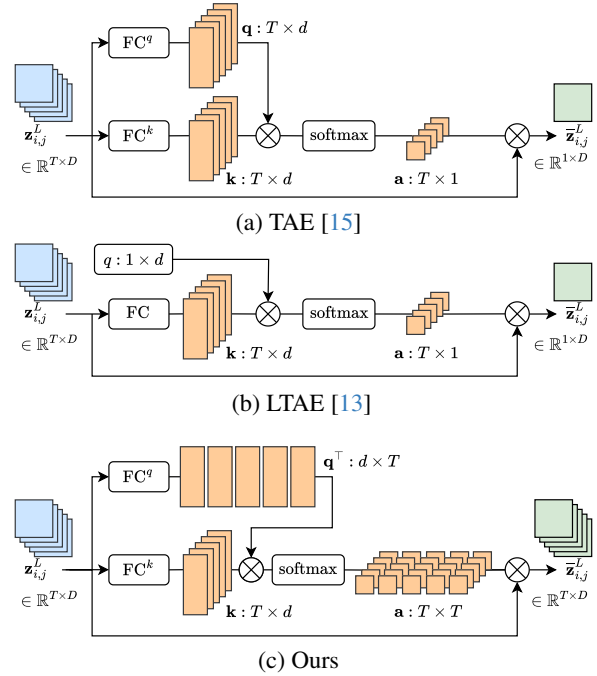 q : T × d
FC^q
z^L_{i,j}
∈ ℝ^{T×D}
FC^k
softmax
z̅^L_{i,j}
∈ ℝ^{1×D}
k : T × d
a : T × 1
(a) TAE [15]
q : 1 × d
z^L_{i,j}
∈ ℝ^{T×D}
FC
softmax
z̅^L_{i,j}
∈ ℝ^{1×D}
k : T × d
a : T × 1
(b) LTAE [13]
q^⊤ : d × T
FC^q
z^L_{i,j}
∈ ℝ^{T×D}
FC^k
softmax
z̅^L_{i,j}
∈ ℝ^{T×D}
k : T × d
a : T × T
(c) Ours